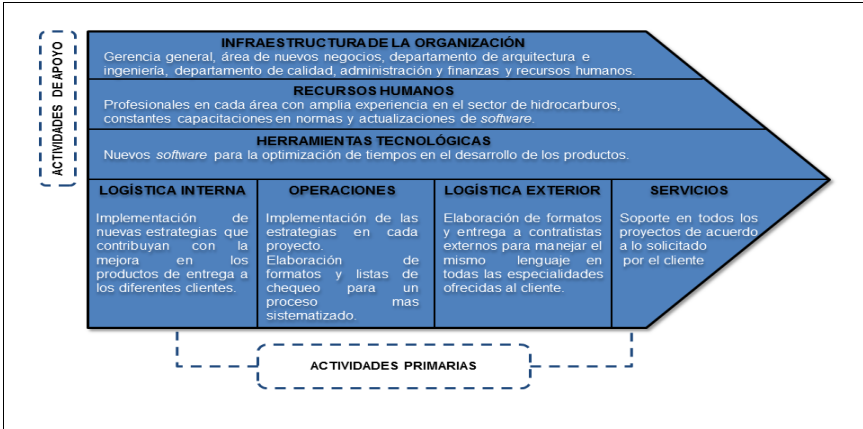 ACTIVIDADES DE APOYO
INFRAESTRUCTURA DE LA ORGANIZACIÓN
Gerencia general, área de nuevos negocios, departamento de arquitectura e
ingeniería, departamento de calidad, administración y finanzas y recursos humanos.
RECURSOS HUMANOS
Profesionales en cada área con amplia experiencia en el sector de hidrocarburos,
constantes capacitaciones en normas y actualizaciones de software.
HERRAMIENTAS TECNOLÓGICAS
Nuevos software para la optimización de tiempos en el desarrollo de los productos.
LOGÍSTICA INTERNA
Implementación de
nuevas estrategias que
contribuyan con la
mejora en los
productos de entrega a
los diferentes clientes.
OPERACIONES
Implementación de las
estrategias en cada
proyecto.
Elaboración de
formatos y listas de
chequeo para un
proceso mas
sistematizado.
LOGÍSTICA EXTERIOR
Elaboración de formatos
y entrega a contratistas
externos para manejar el
mismo lenguaje en
todas las especialidades
ofrecidas al cliente.
SERVICIOS
Soporte en todos los
proyectos de acuerdo
a lo solicitado
por el cliente
ACTIVIDADES PRIMARIAS